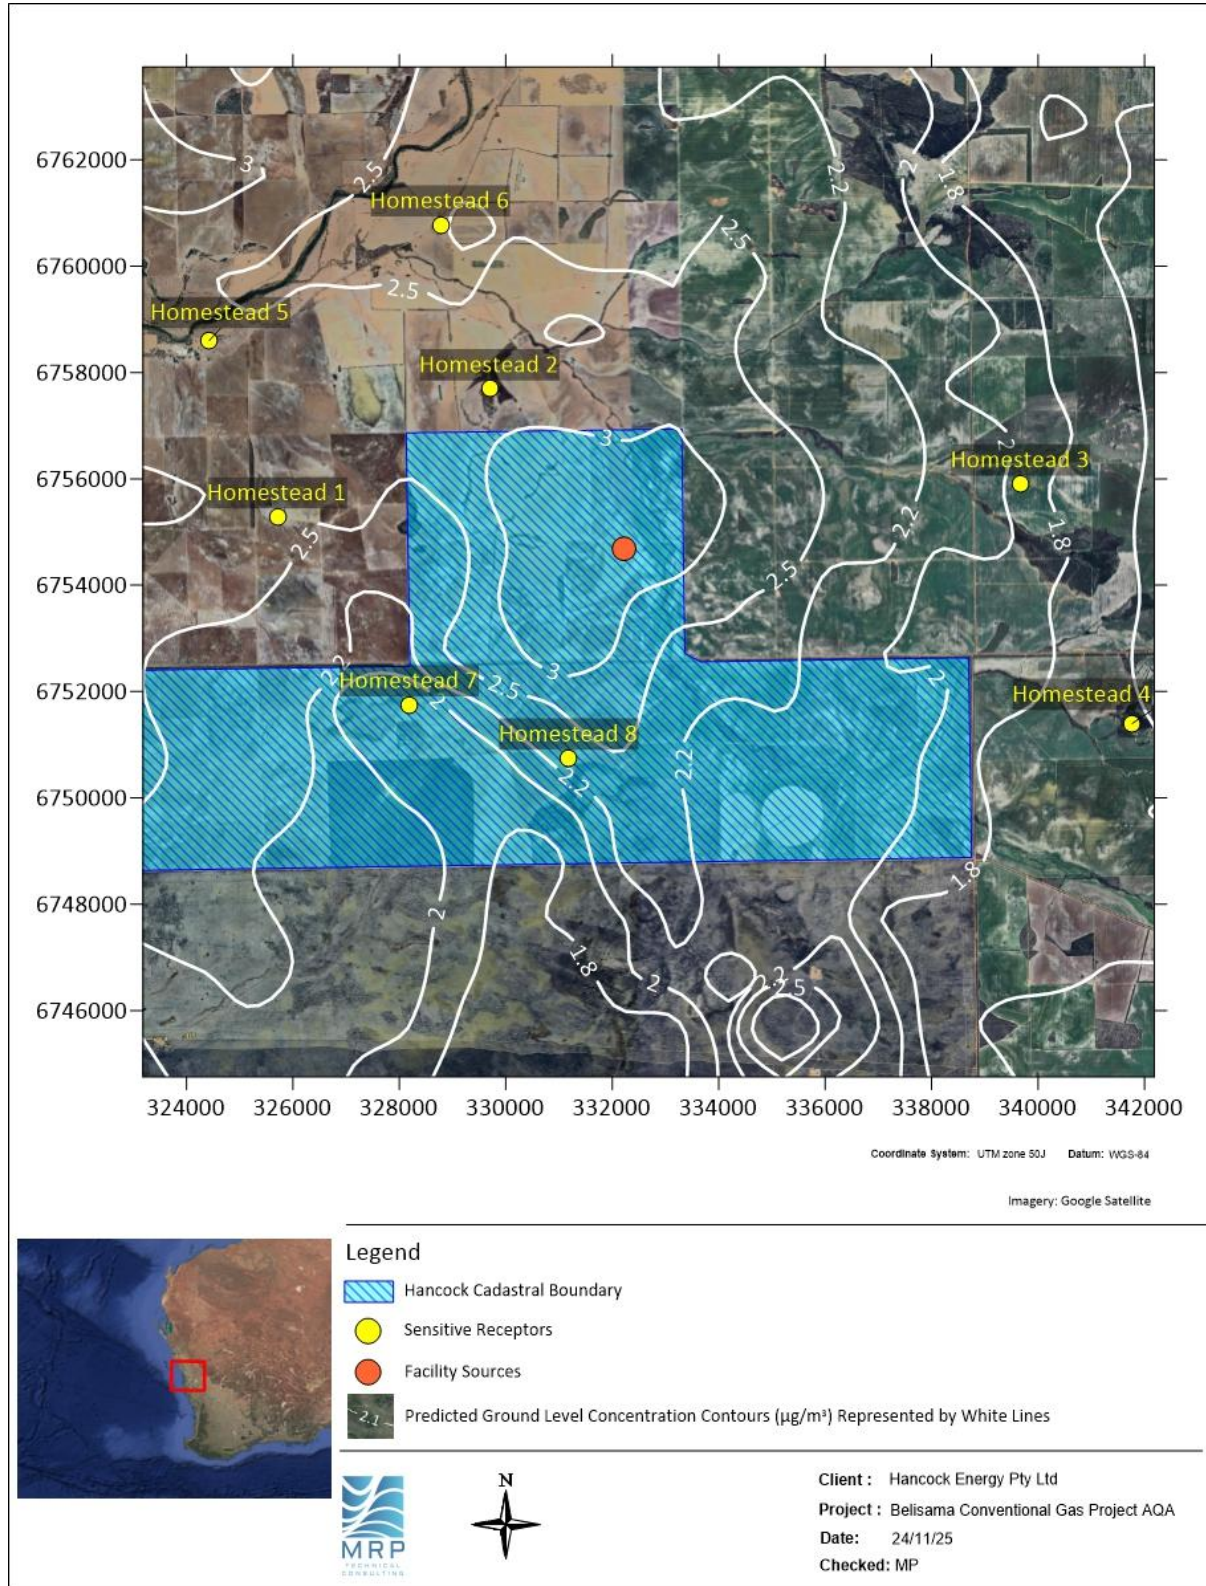 6762000
6760000
6758000
6756000
6754000
6752000
6750000
6748000
6746000
3
2.5
Homestead 6
2.5
2.5
2.2
2
1.8
Homestead 5
Homestead 2
3
2
Homestead 3
Homestead 1
2.5
2.2
1.8
2.5
2
3
2.5
2
Homestead 7
2
Homestead 4
Homestead 8
2.2
2.2
2
1.8
1.8
2
2.2
2.5
324000 326000 328000 330000 332000 334000 336000 338000 340000 342000
Coordinate System: UTM zone 50J Datum: WGS-84
Imagery: Google Satellite
Legend
Hancock Cadastral Boundary
Sensitive Receptors
Facility Sources
2.1
Predicted Ground Level Concentration Contours (µg/m³) Represented by White Lines
MRP
TECHNICAL
CONSULTING
N
Client : Hancock Energy Pty Ltd
Project : Belisama Conventional Gas Project AQA
Date: 24/11/25
Checked: MP